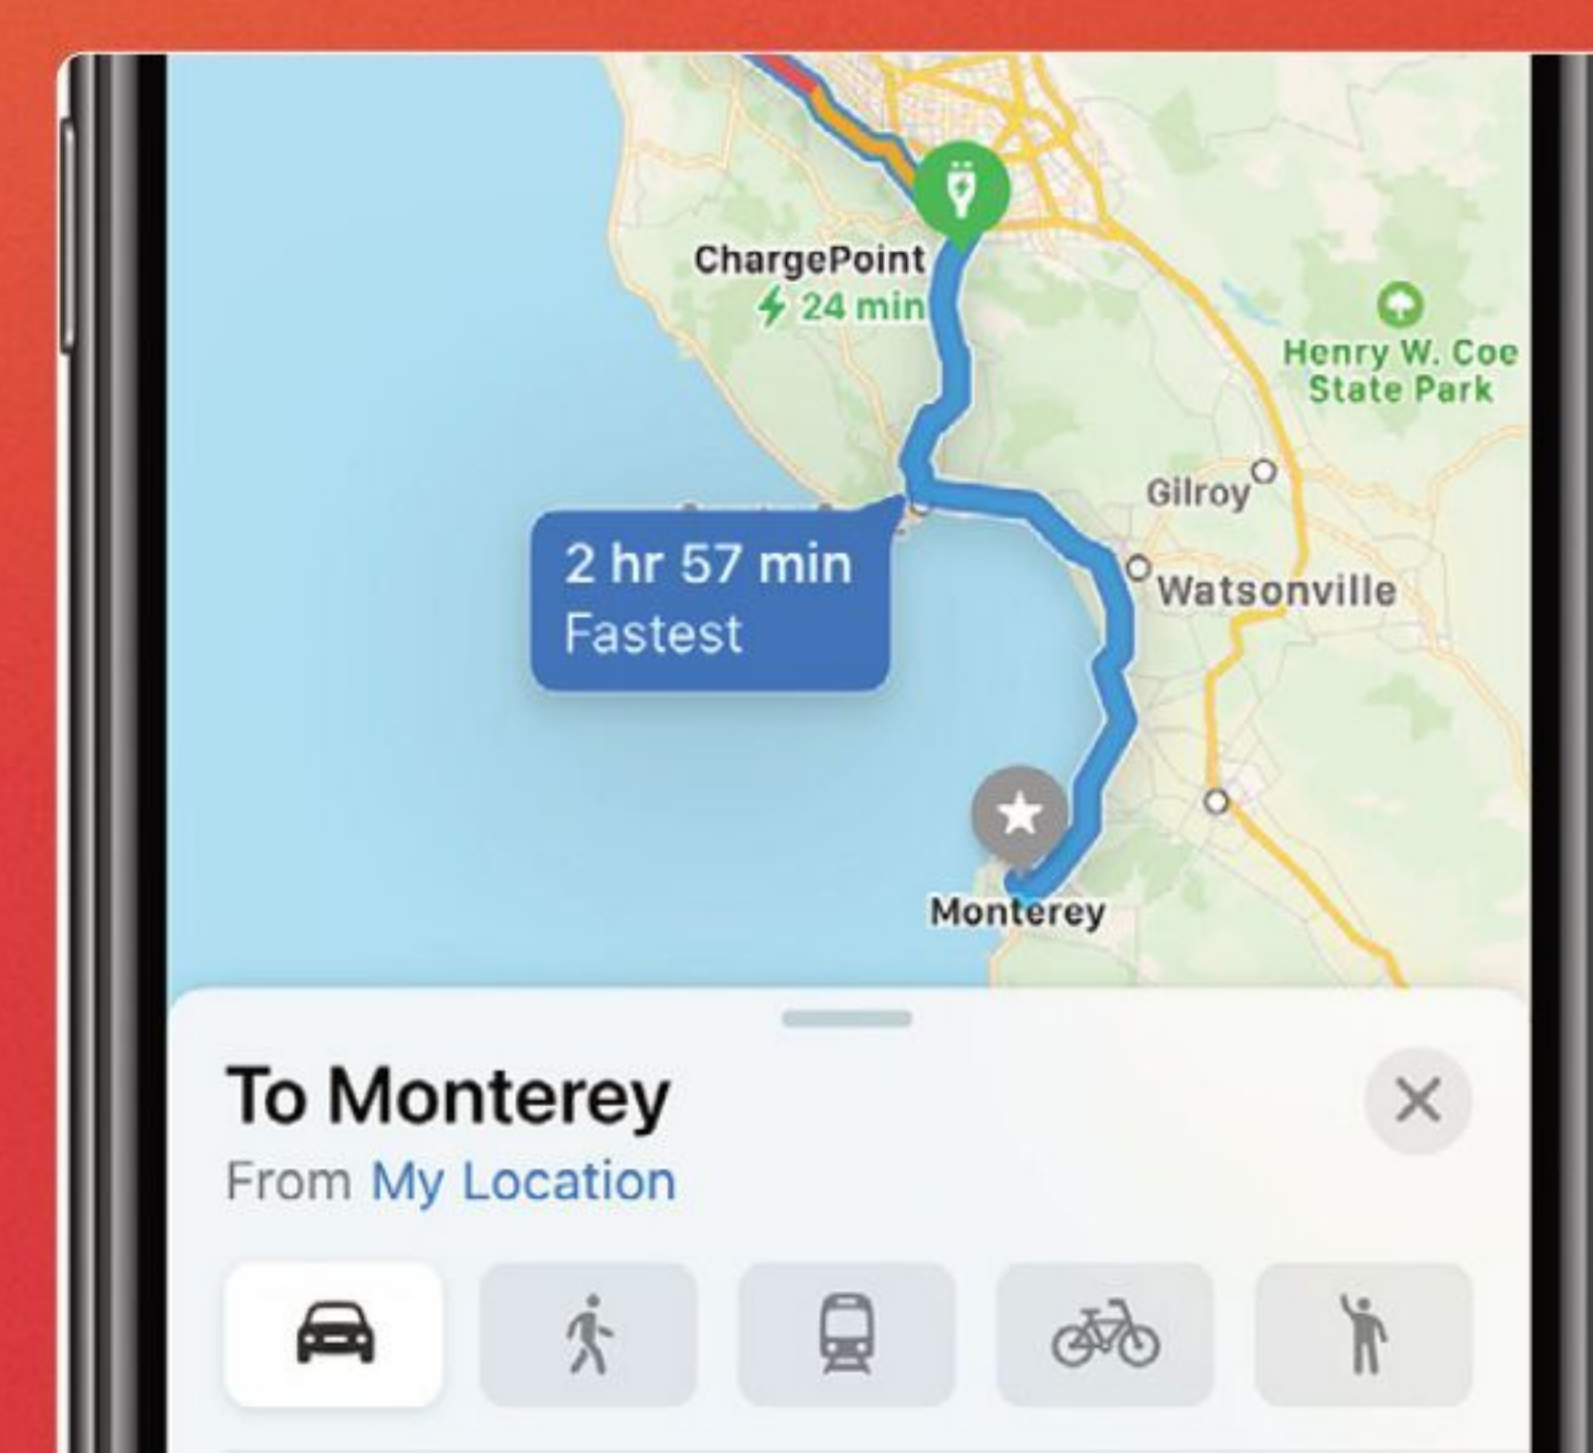 ChargePoint
24 min
Henry W. Coe
State Park
Gilroy
2 hr 57 min
Fastest
Watsonville
Monterey
To Monterey
From My Location